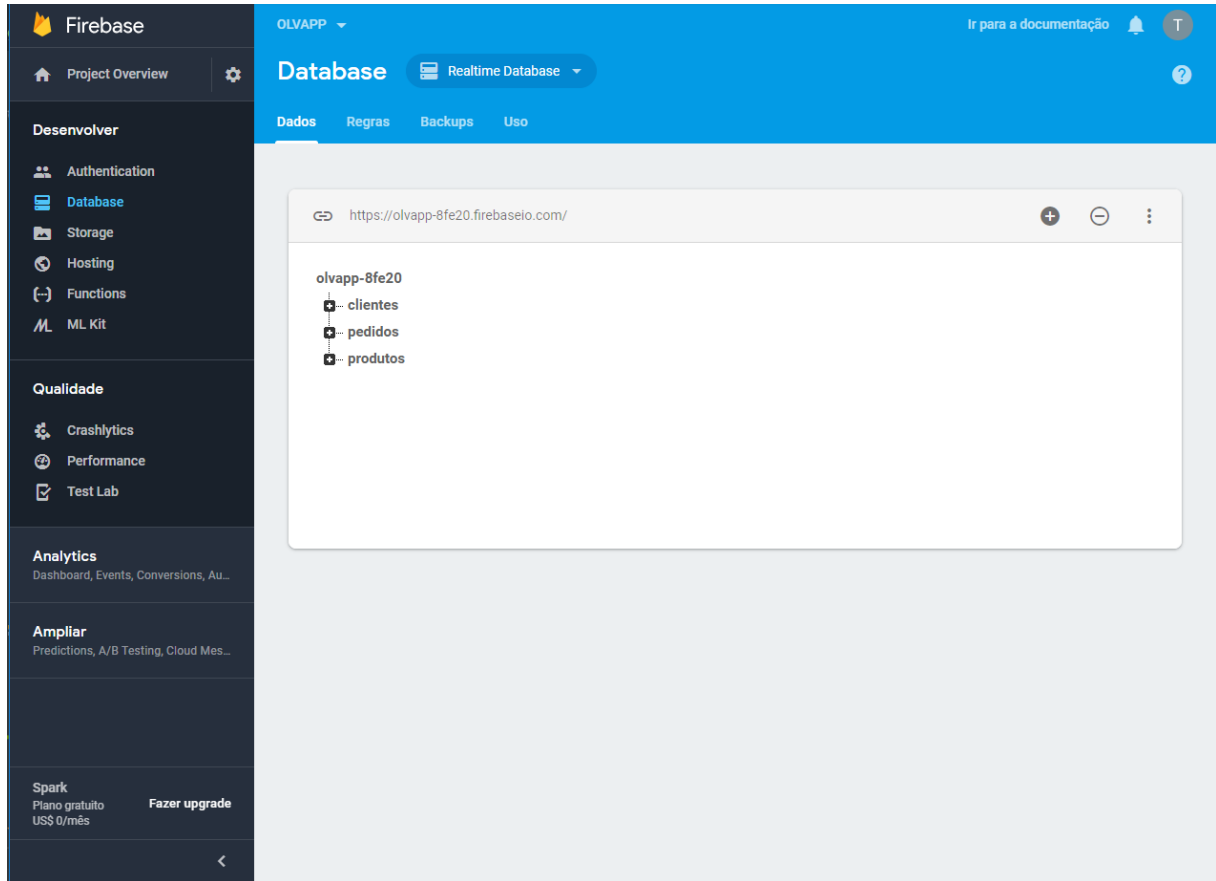 Firebase
Project Overview
Desenvolver
Authentication
Database
Storage
Hosting
Functions
ML Kit
Qualidade
Crashlytics
Performance
Test Lab
Analytics
Dashboard, Events, Conversions, Au...
Ampliar
Predictions, A/B Testing, Cloud Mes...
Spark
Plano gratuito
US$ 0/mês
Fazer upgrade
OLVAPP
Ir para a documentação
T
Database
Realtime Database
Dados
Regras
Backups
Uso
https://olvapp-8fe20.firebaseio.com/
olvapp-8fe20
clientes
pedidos
produtos